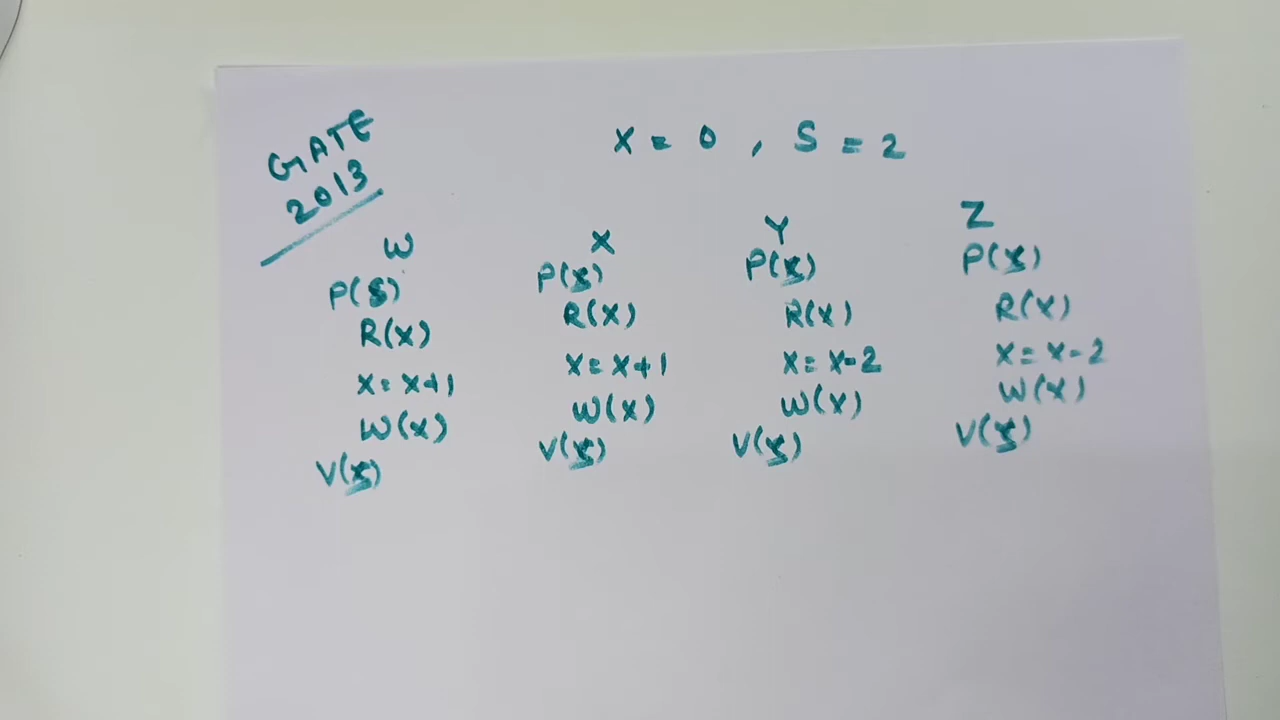 GATE
2013
X = 0 , S = 2
W
P(S)
R(X)
X = X+1
W(X)
V(S)
X
P(S)
R(X)
X = X+1
W(X)
V(S)
Y
P(S)
R(X)
X = X-2
W(X)
V(S)
Z
P(S)
R(X)
X = X-2
W(X)
V(S)